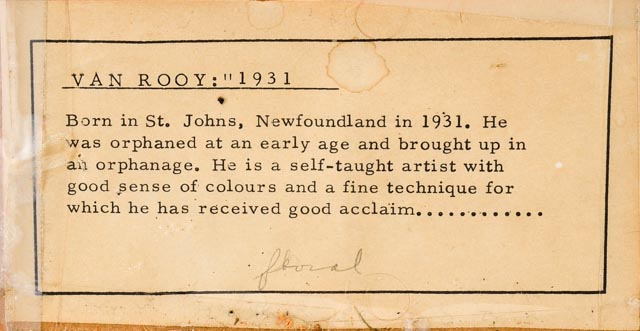 VAN ROOY:"1931
Born in St. Johns, Newfoundland in 1931. He
was orphaned at an early age and brought up in
an orphanage. He is a self-taught artist with
good sense of colours and a fine technique for
which he has received good acclaim............
floral